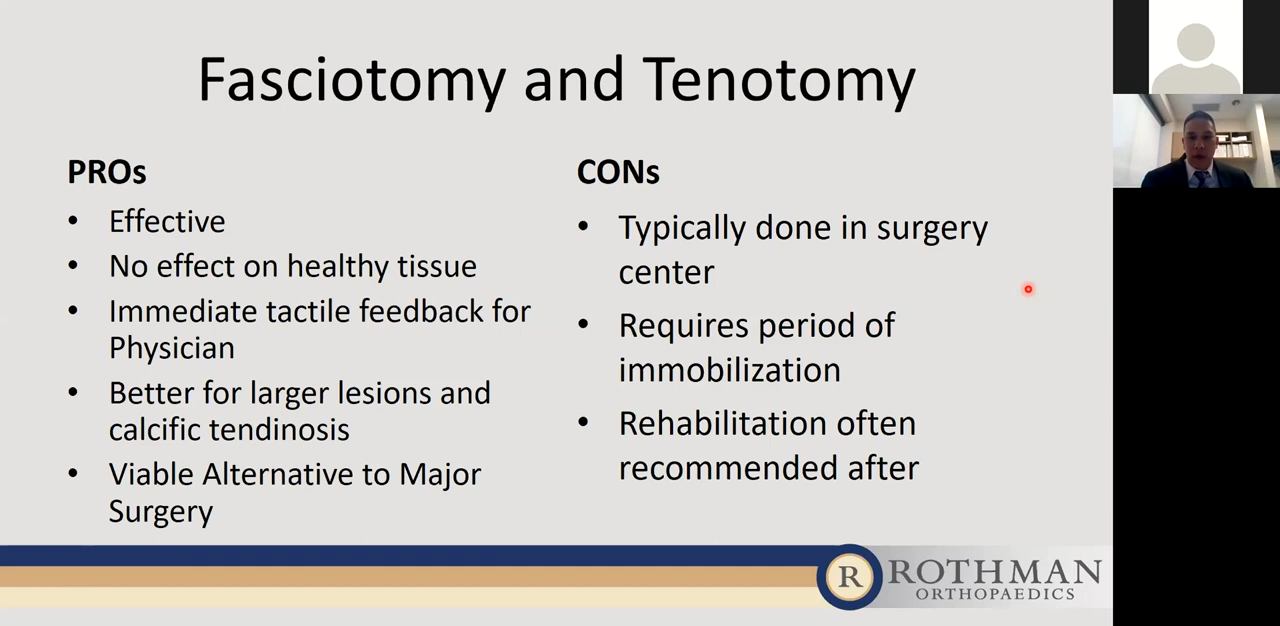 Fasciotomy and Tenotomy
PROs
• Effective
• No effect on healthy tissue
• Immediate tactile feedback for
Physician
• Better for larger lesions and
calcific tendinosis
• Viable Alternative to Major
Surgery
CONs
• Typically done in surgery
center
• Requires period of
immobilization
• Rehabilitation often
recommended after
R ROTHMAN
ORTHOPAEDICS